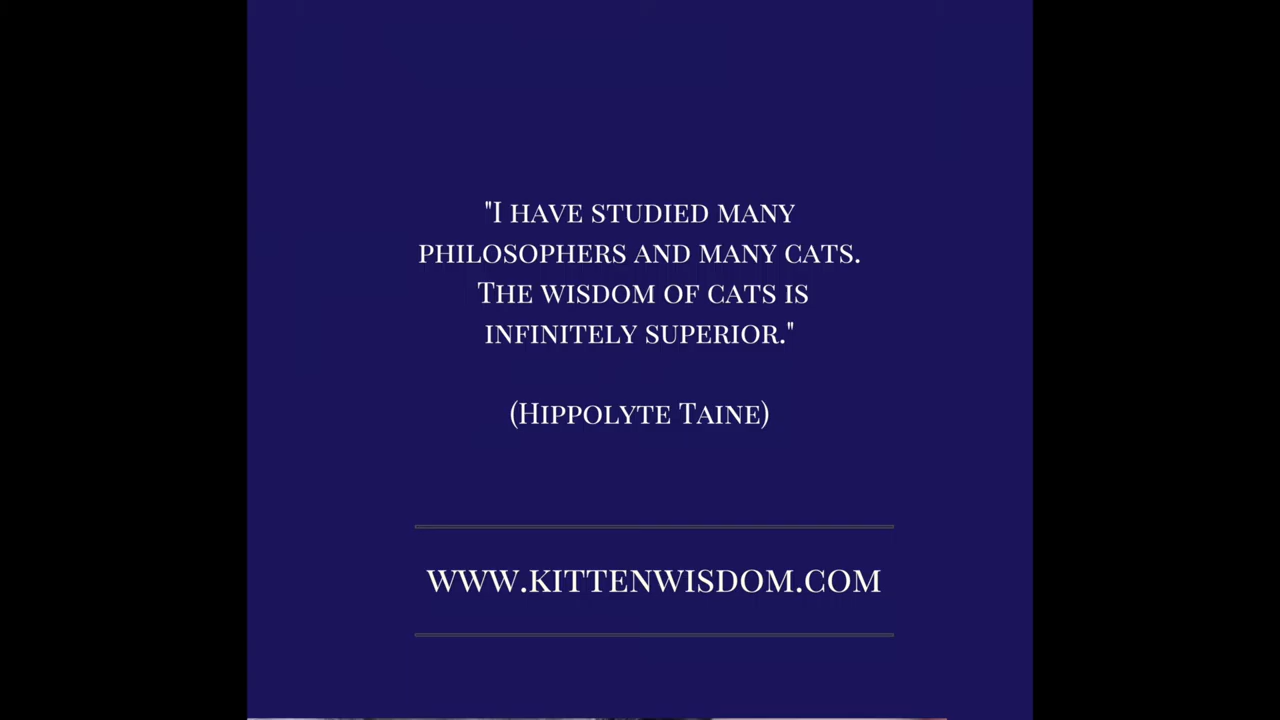 "I have studied many
philosophers and many cats.
The wisdom of cats is
infinitely superior."
(Hippolyte Taine)
www.kittenwisdom.com